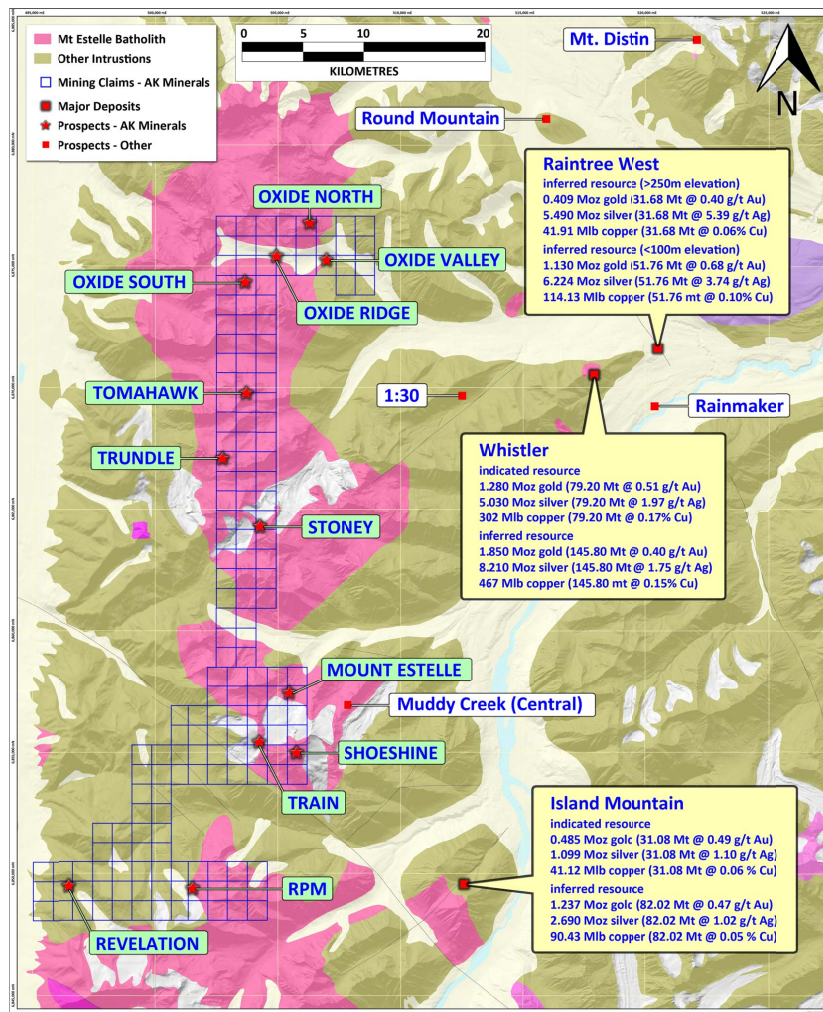 Mt Estelle Batholith
Other Intrustions
Mining Claims - AK Minerals
Major Deposits
Prospects - AK Minerals
Prospects - Other
0 5 10 20
KILOMETRES
N
Mt. Distin
Round Mountain
OXIDE NORTH
OXIDE VALLEY
OXIDE SOUTH
OXIDE RIDGE
Raintree West
inferred resource (>250m elevation)
0.409 Moz gold (31.68 Mt @ 0.40 g/t Au)
5.490 Moz silver (31.68 Mt @ 5.39 g/t Ag)
41.91 Mlb copper (31.68 Mt @ 0.06% Cu)
inferred resource (<100m elevation)
1.130 Moz gold (51.76 Mt @ 0.68 g/t Au)
6.224 Moz silver (51.76 Mt @ 3.74 g/t Ag)
114.13 Mlb copper (51.76 mt @ 0.10% Cu)
TOMAHAWK
1:30
Rainmaker
TRUNDLE
STONEY
Whistler
indicated resource
1.280 Moz gold (79.20 Mt @ 0.51 g/t Au)
5.030 Moz silver (79.20 Mt @ 1.97 g/t Ag)
302 Mlb copper (79.20 Mt @ 0.17% Cu)
inferred resource
1.850 Moz gold (145.80 Mt @ 0.40 g/t Au)
8.210 Moz silver (145.80 Mt @ 1.75 g/t Ag)
467 Mlb copper (145.80 mt @ 0.15% Cu)
MOUNT ESTELLE
Muddy Creek (Central)
SHOESHINE
TRAIN
Island Mountain
indicated resource
0.485 Moz golc (31.08 Mt @ 0.49 g/t Au)
1.099 Moz silver (31.08 Mt @ 1.10 g/t Ag)
41.12 Mlb copper (31.08 Mt @ 0.06 % Cu)
inferred resource
1.237 Moz golc (82.02 Mt @ 0.47 g/t Au)
2.690 Moz silver (82.02 Mt @ 1.02 g/t Ag)
90.43 Mlb copper (82.02 Mt @ 0.05 % Cu)
RPM
REVELATION